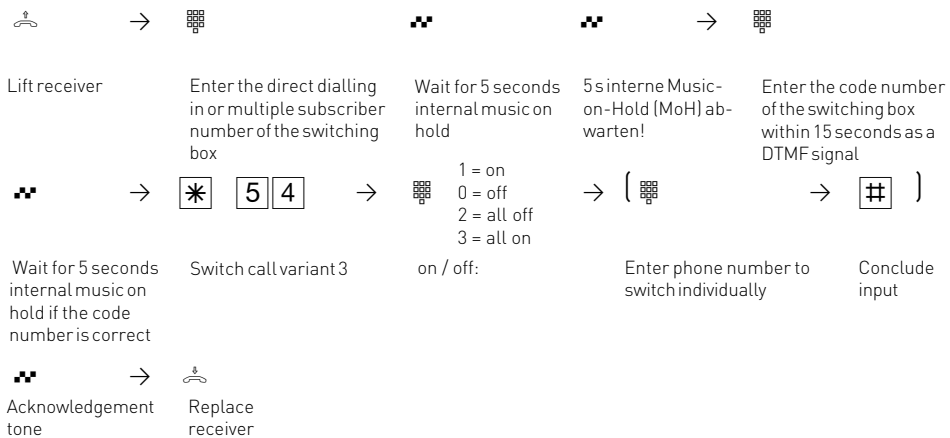 Lift receiver
Enter the direct dialling
in or multiple subscriber
number of the switching
box
Wait for 5 seconds
internal music on
hold
5 s interne Music-
on-Hold (MoH) ab-
warten!
Enter the code number
of the switching box
within 15 seconds as a
DTMF signal
* 5 4
1 = on
0 = off
2 = all off
3 = all on
( # )
Wait for 5 seconds
internal music on
hold if the code
number is correct
Switch call variant 3
on / off:
Enter phone number to
switch individually
Conclude
input
Acknowledgement
tone
Replace
receiver